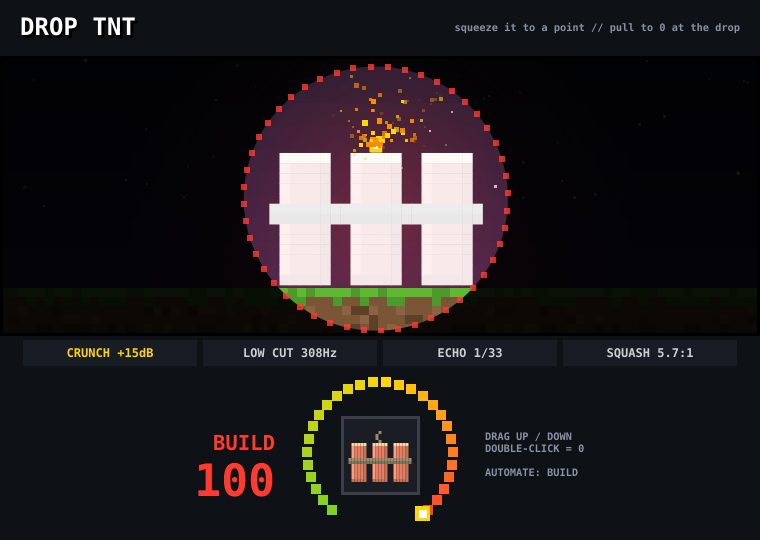 DROP TNT
squeeze it to a point // pull to 0 at the drop
CRUNCH +15dB
LOW CUT 308Hz
ECHO 1/33
SQUASH 5.7:1
BUILD
100
DRAG UP / DOWN
DOUBLE-CLICK = 0
AUTOMATE: BUILD